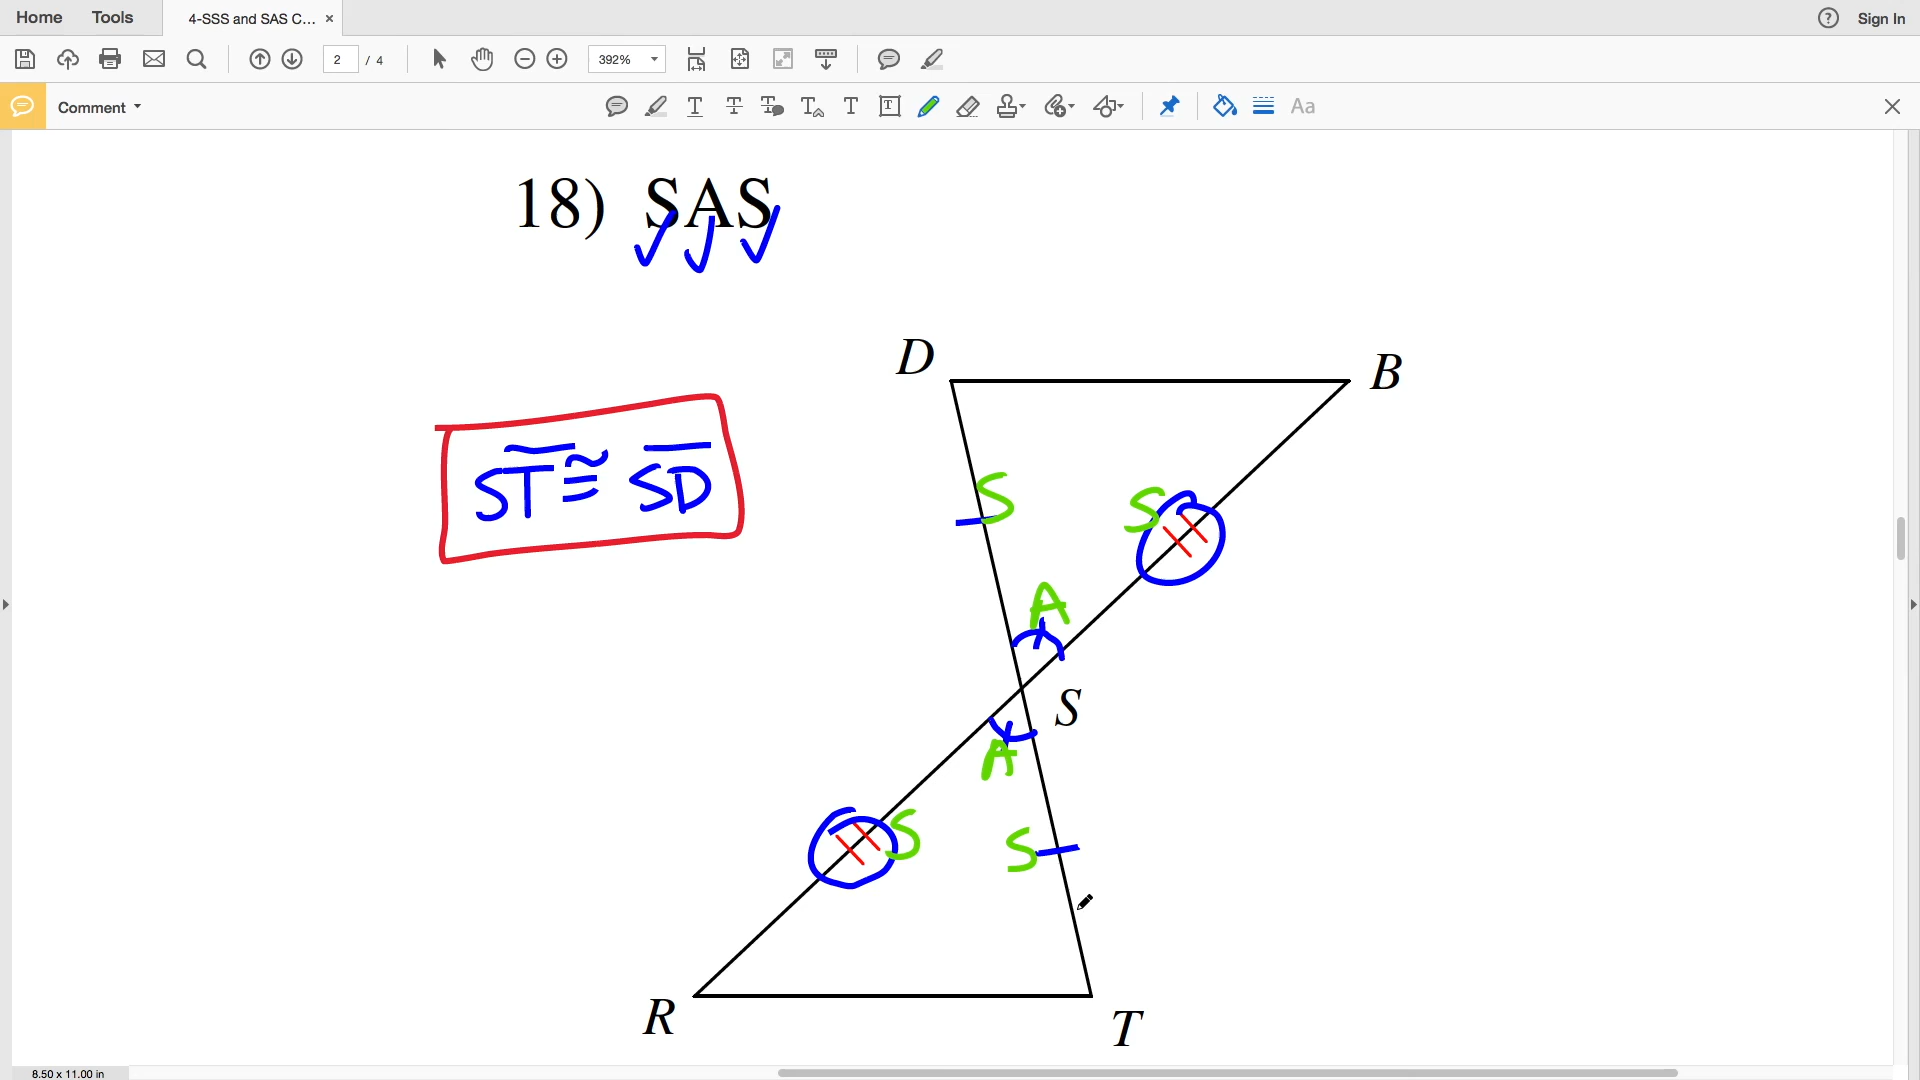 Home Tools 4-SSS and SAS C... × ? Sign In
2 / 4 392%
Comment T T T T T T Aa
18) SAS
D B
ST ≅ SD
S S
A
S
A
S S
R T
8.50 x 11.00 in